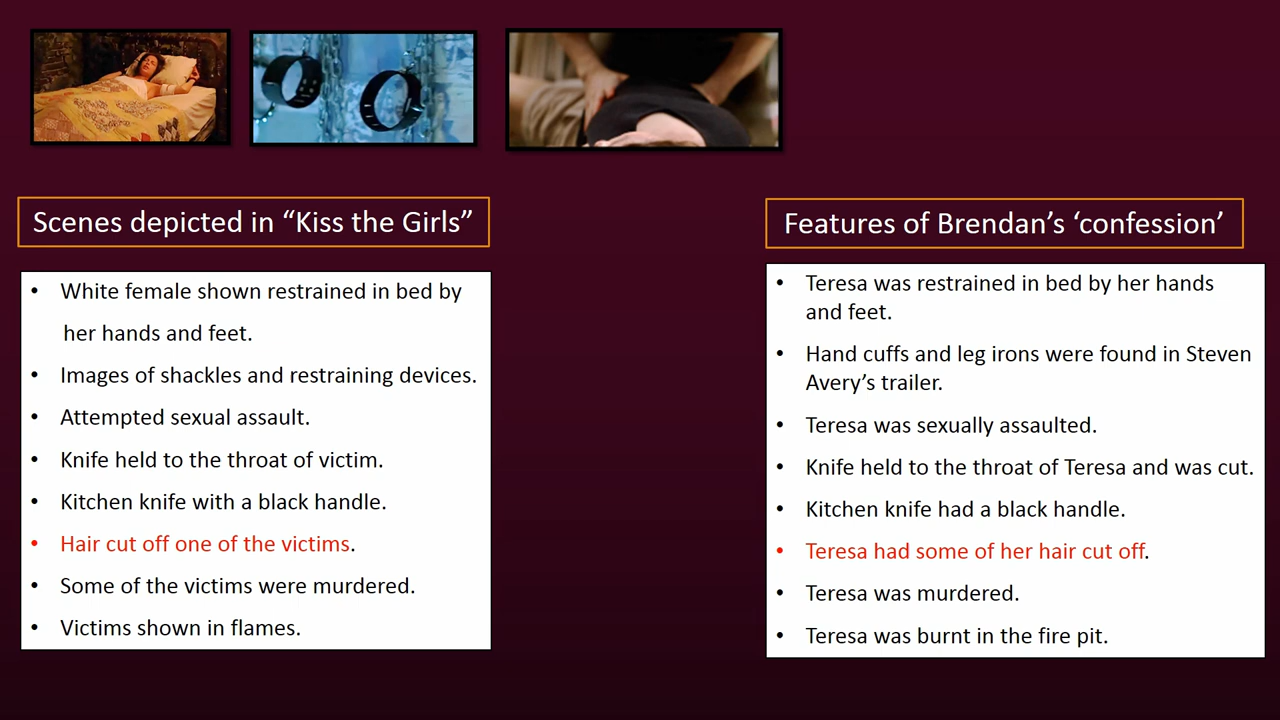 Scenes depicted in “Kiss the Girls”
• White female shown restrained in bed by
her hands and feet.
• Images of shackles and restraining devices.
• Attempted sexual assault.
• Knife held to the throat of victim.
• Kitchen knife with a black handle.
• Hair cut off one of the victims.
• Some of the victims were murdered.
• Victims shown in flames.
Features of Brendan’s ‘confession’
• Teresa was restrained in bed by her hands
and feet.
• Hand cuffs and leg irons were found in Steven
Avery’s trailer.
• Teresa was sexually assaulted.
• Knife held to the throat of Teresa and was cut.
• Kitchen knife had a black handle.
• Teresa had some of her hair cut off.
• Teresa was murdered.
• Teresa was burnt in the fire pit.